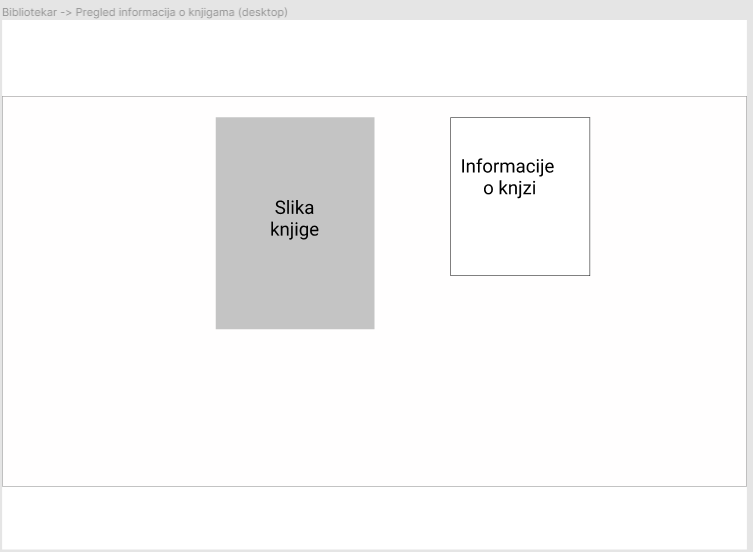 Bibliotekar -> Pregled informacija o knjigama (desktop)
Slika
knjige
Informacije
o knjzi